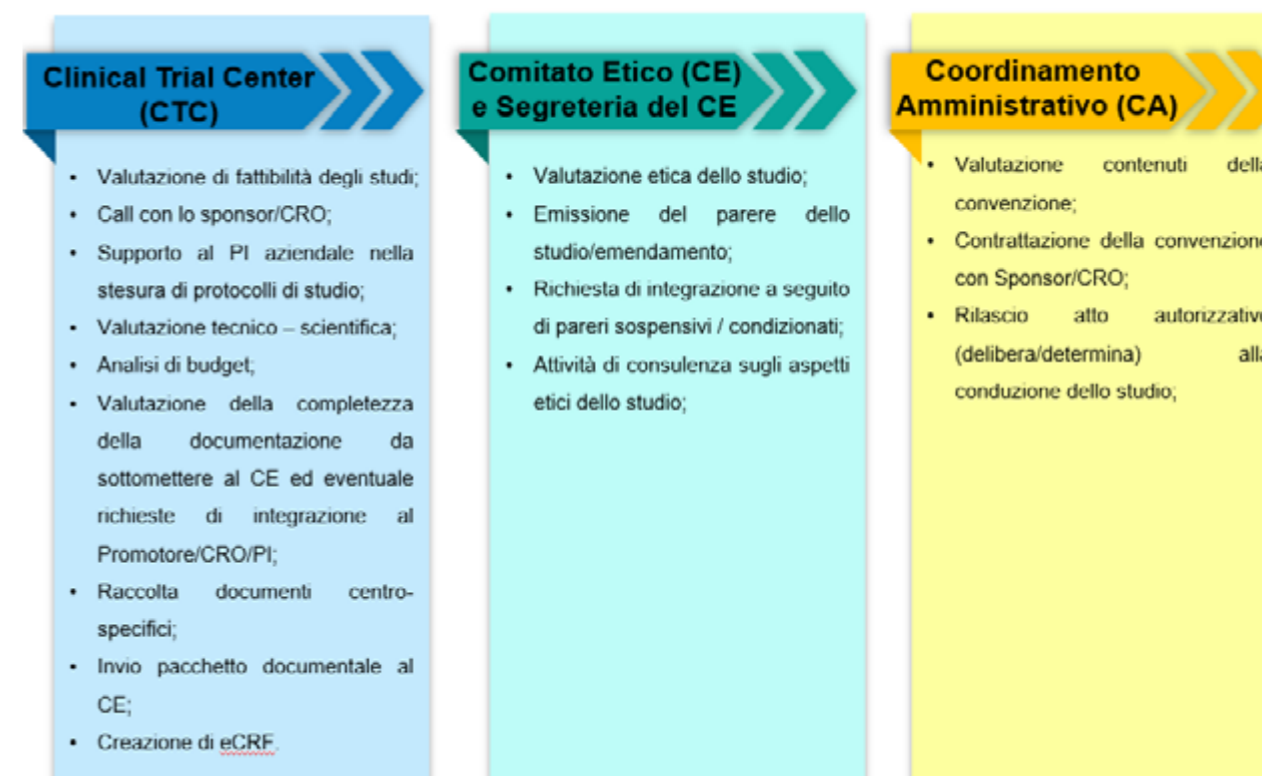 Clinical Trial Center
(CTC)
• Valutazione di fattibilità degli studi;
• Call con lo sponsor/CRO;
• Supporto al PI aziendale nella
stesura di protocolli di studio;
• Valutazione tecnico – scientifica;
• Analisi di budget;
• Valutazione della completezza
della documentazione da
sottomettere al CE ed eventuale
richieste di integrazione al
Promotore/CRO/PI;
• Raccolta documenti centro-
specifici;
• Invio pacchetto documentale al
CE;
• Creazione di eCRF.
Comitato Etico (CE)
e Segreteria del CE
• Valutazione etica dello studio;
• Emissione del parere dello
studio/emendamento;
• Richiesta di integrazione a seguito
di pareri sospensivi / condizionati;
• Attività di consulenza sugli aspetti
etici dello studio;
Coordinamento
Amministrativo (CA)
• Valutazione contenuti della
convenzione;
• Contrattazione della convenzione
con Sponsor/CRO;
• Rilascio atto autorizzativo
(delibera/determina) alla
conduzione dello studio;